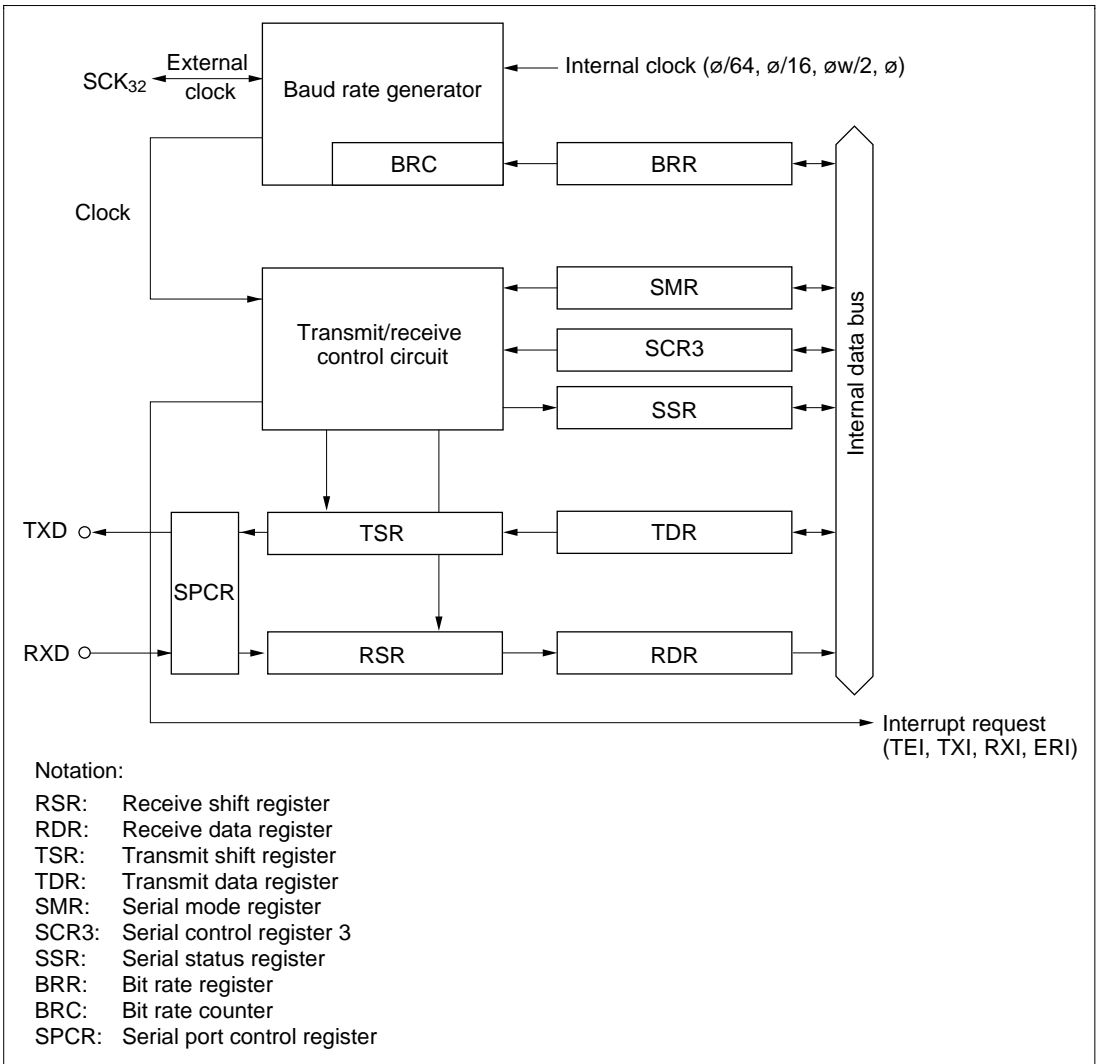 External
clock
SCK32
Baud rate generator
Internal clock (ø/64, ø/16, øw/2, ø)
BRC
BRR
Clock
Transmit/receive
control circuit
SMR
SCR3
SSR
Internal data bus
TXD
TSR
TDR
SPCR
RXD
RSR
RDR
Interrupt request
(TEI, TXI, RXI, ERI)
Notation:
RSR: Receive shift register
RDR: Receive data register
TSR: Transmit shift register
TDR: Transmit data register
SMR: Serial mode register
SCR3: Serial control register 3
SSR: Serial status register
BRR: Bit rate register
BRC: Bit rate counter
SPCR: Serial port control register